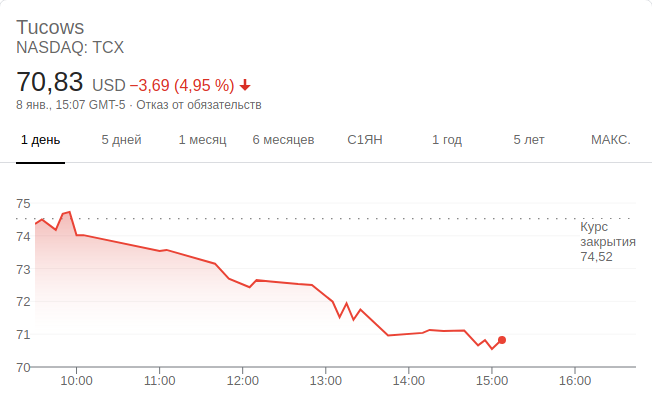 Tucows
NASDAQ: TCX
70,83 USD −3,69 (4,95 %)
8 янв., 15:07 GMT-5 · Отказ от обязательств
1 день 5 дней 1 месяц 6 месяцев С1ЯН 1 год 5 лет МАКС.
75
74
73
72
71
70
Курс
закрытия
74,52
10:00 11:00 12:00 13:00 14:00 15:00 16:00